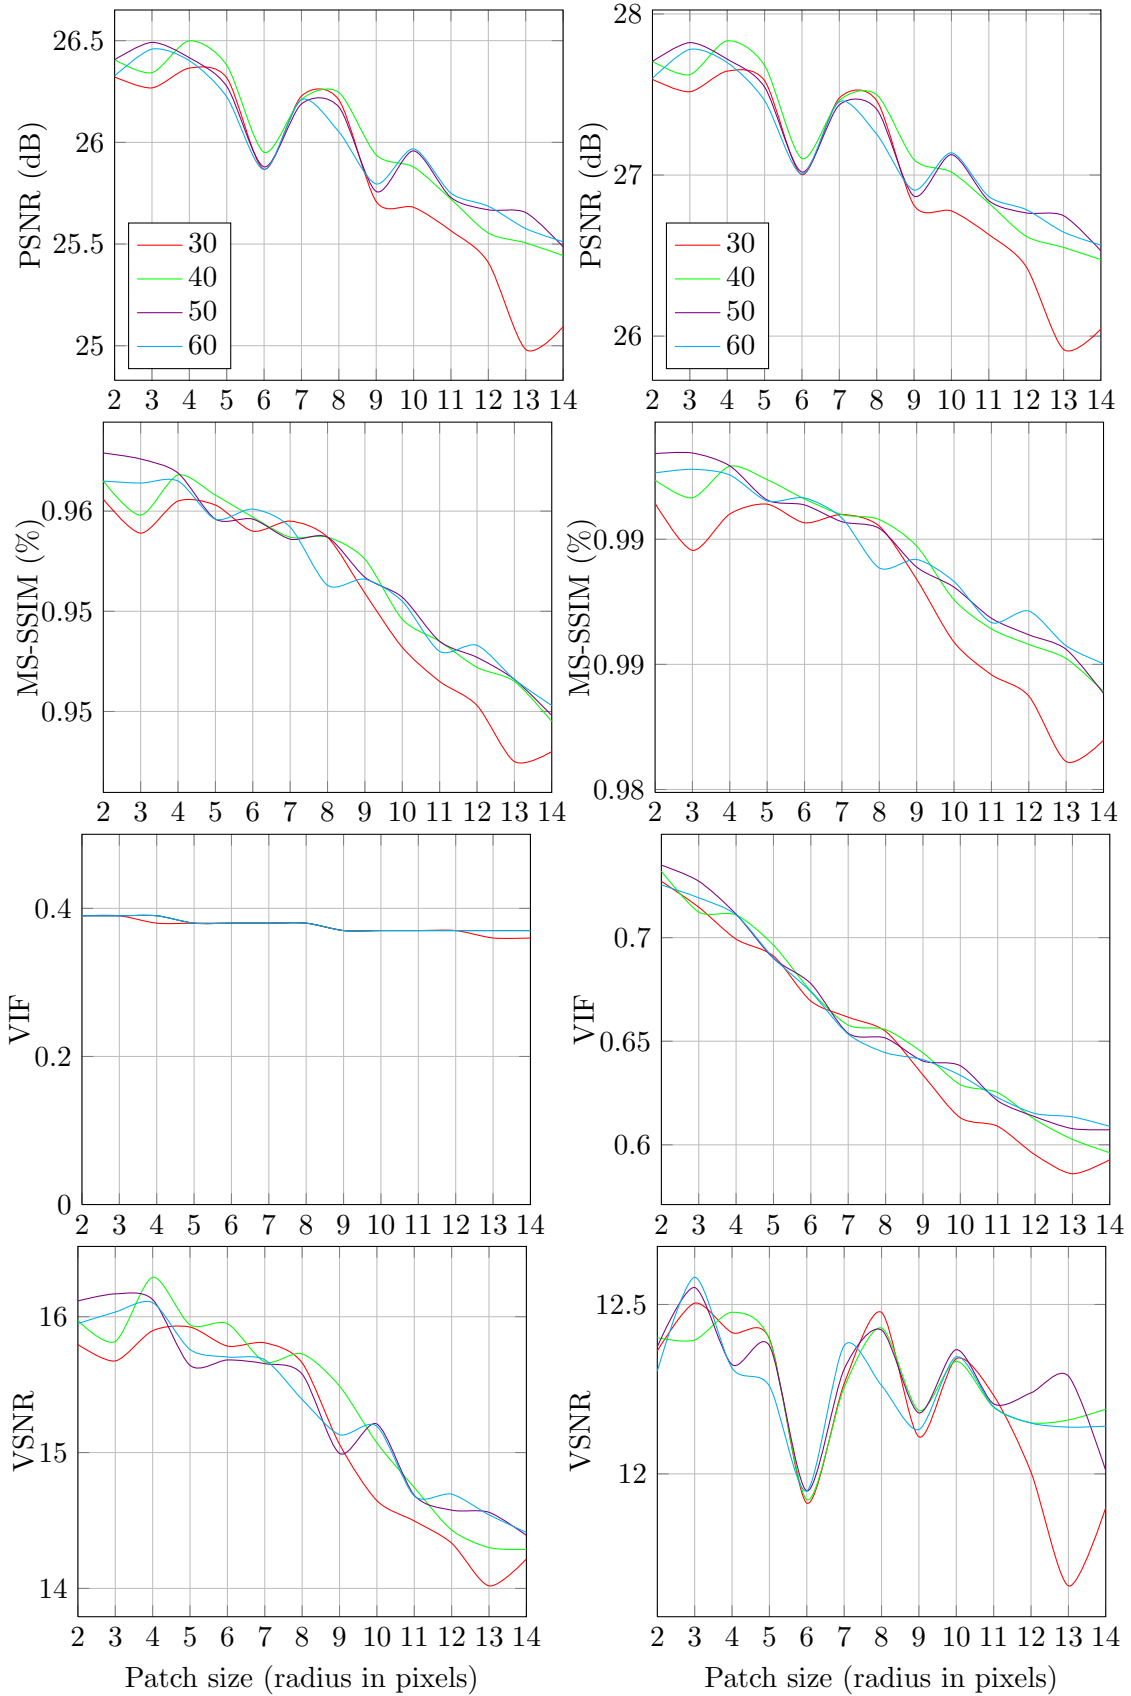 26.5
26
25.5
25
PSNR (dB)
30
40
50
60
2 3 4 5 6 7 8 9 10 11 12 13 14
28
27
26
PSNR (dB)
30
40
50
60
2 3 4 5 6 7 8 9 10 11 12 13 14
0.96
0.95
0.95
MS-SSIM (%)
2 3 4 5 6 7 8 9 10 11 12 13 14
0.99
0.99
0.98
MS-SSIM (%)
2 3 4 5 6 7 8 9 10 11 12 13 14
0.4
0.2
0
VIF
2 3 4 5 6 7 8 9 10 11 12 13 14
0.7
0.65
0.6
VIF
2 3 4 5 6 7 8 9 10 11 12 13 14
16
15
14
VSNR
2 3 4 5 6 7 8 9 10 11 12 13 14
Patch size (radius in pixels)
12.5
12
VSNR
2 3 4 5 6 7 8 9 10 11 12 13 14
Patch size (radius in pixels)